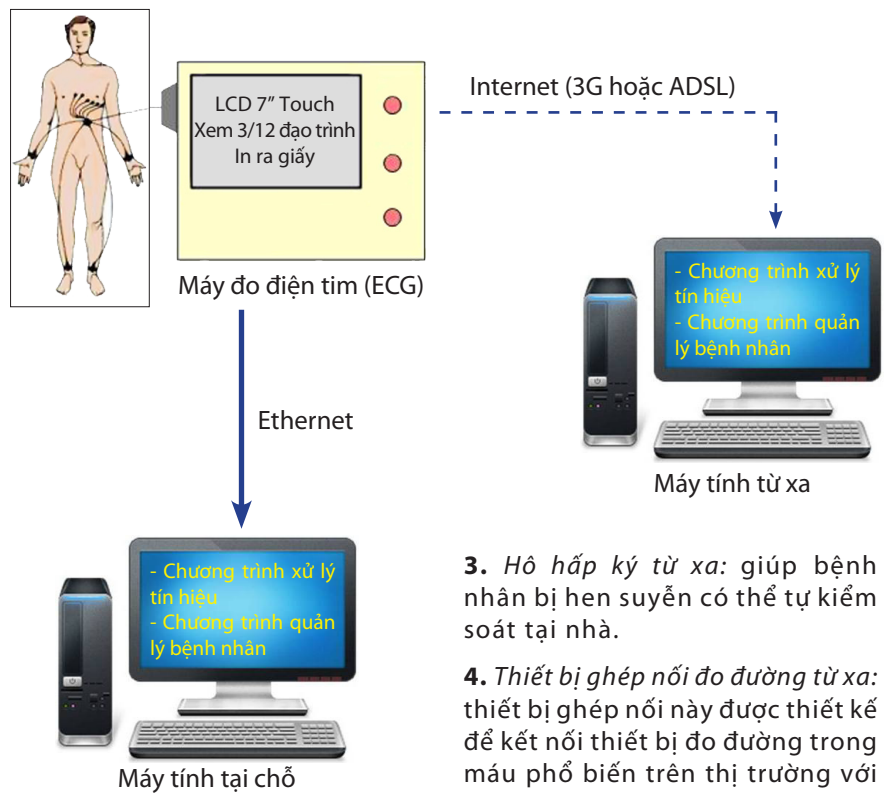 LCD 7” Touch
Xem 3/12 đạo trình
In ra giấy
Máy đo điện tim (ECG)
Internet (3G hoặc ADSL)
- Chương trình xử lý
tín hiệu
- Chương trình quản
lý bệnh nhân
Máy tính từ xa
Ethernet
- Chương trình xử lý
tín hiệu
- Chương trình quản
lý bệnh nhân
Máy tính tại chỗ
3. Hô hấp ký từ xa: giúp bệnh
nhân bị hen suyễn có thể tự kiểm
soát tại nhà.
4. Thiết bị ghép nối đo đường từ xa:
thiết bị ghép nối này được thiết kế
để kết nối thiết bị đo đường trong
máu phổ biến trên thị trường với